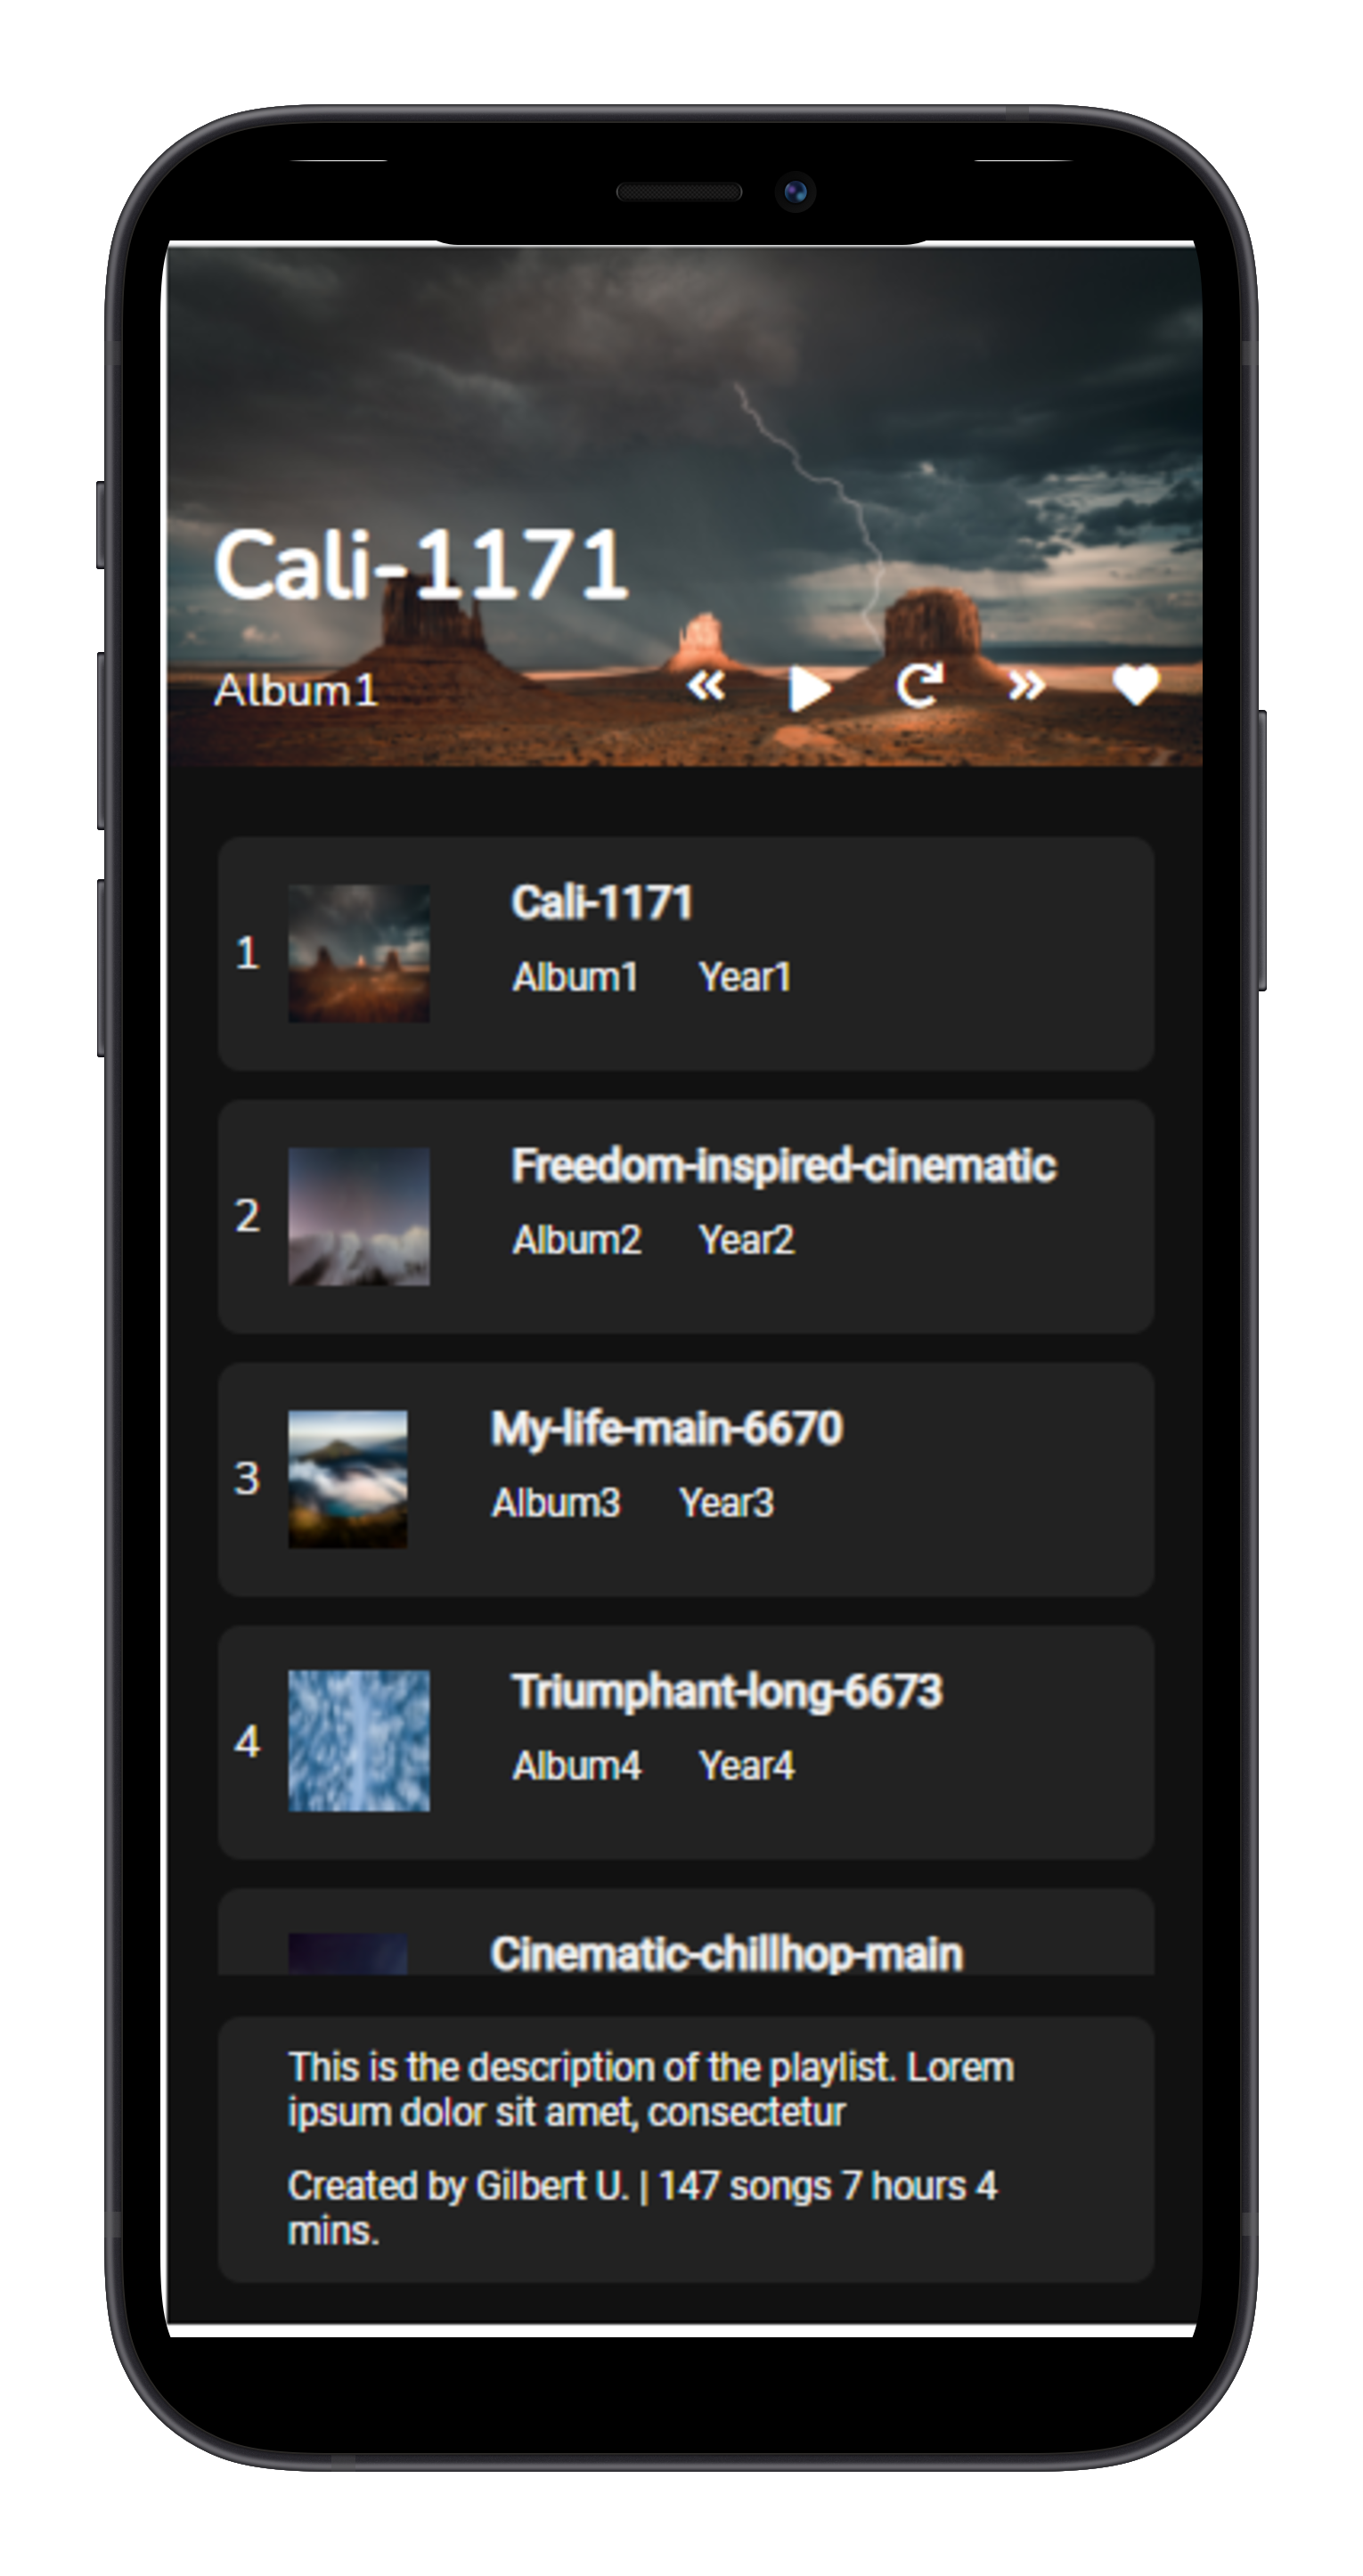 Cali-1171
Album1
1
Cali-1171
Album1 Year1
2
Freedom-inspired-cinematic
Album2 Year2
3
My-life-main-6670
Album3 Year3
4
Triumphant-long-6673
Album4 Year4
Cinematic-chillhop-main
This is the description of the playlist. Lorem
ipsum dolor sit amet, consectetur
Created by Gilbert U. | 147 songs 7 hours 4
mins.